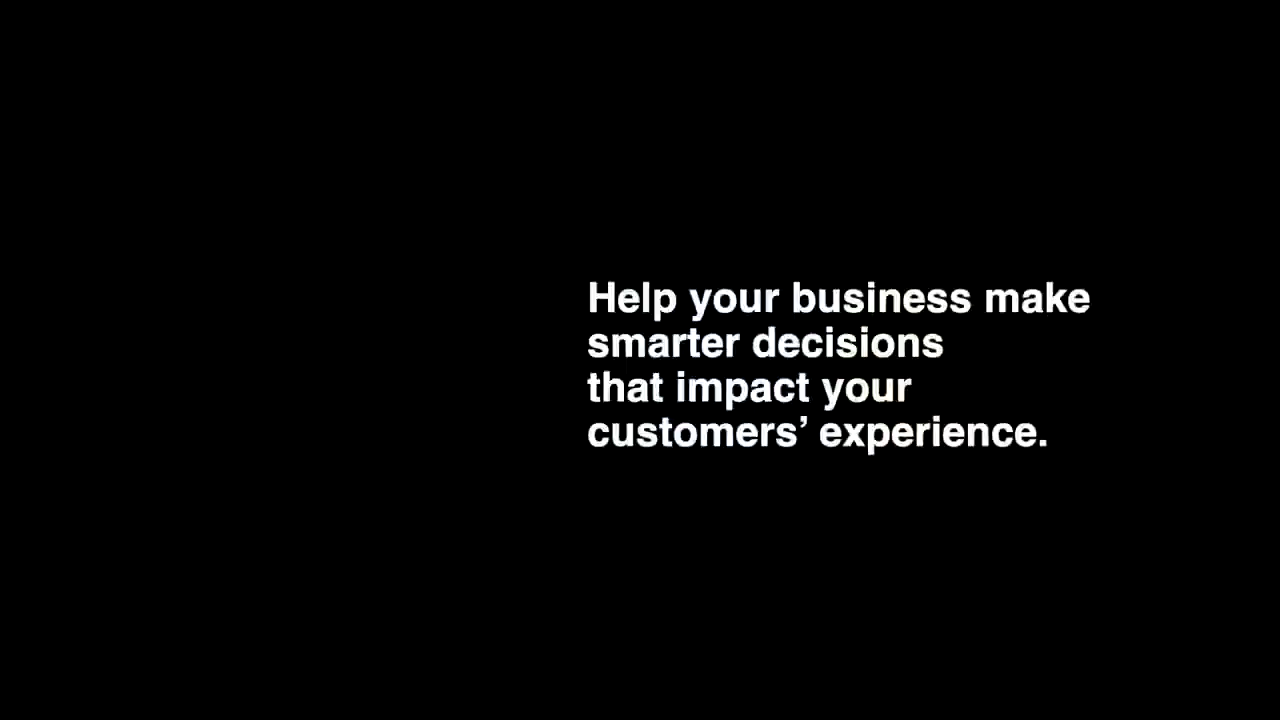 Help your business make
smarter decisions
that impact your
customers’ experience.